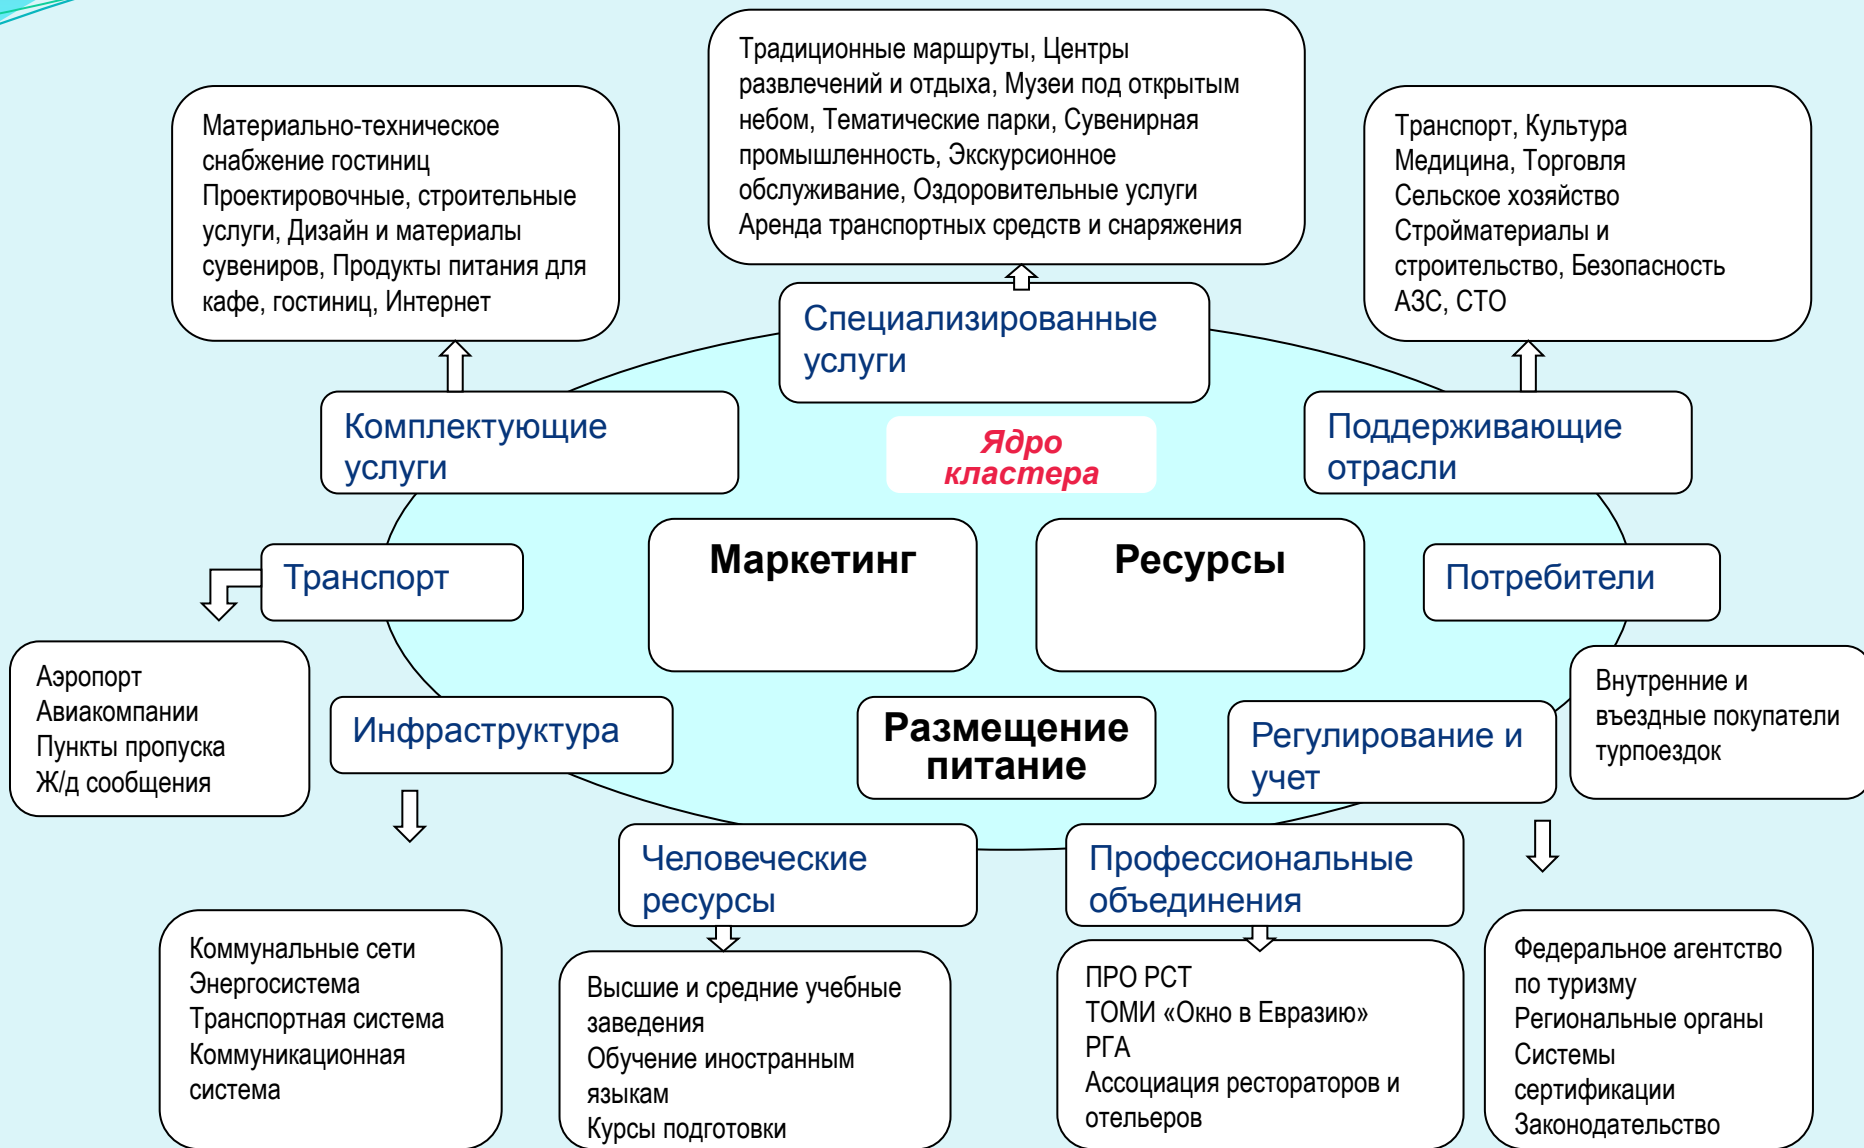 Традиционные маршруты, Центры
развлечений и отдыха, Музеи под открытым
небом, Тематические парки, Сувенирная
промышленность, Экскурсионное
обслуживание, Оздоровительные услуги
Аренда транспортных средств и снаряжения
Материально-техническое
снабжение гостиниц
Проектировочные, строительные
услуги, Дизайн и материалы
сувениров, Продукты питания для
кафе, гостиниц, Интернет
Транспорт, Культура
Медицина, Торговля
Сельское хозяйство
Стройматериалы и
строительство, Безопасность
АЗС, СТО
Специализированные
услуги
Комплектующие
услуги
Ядро
кластера
Поддерживающие
отрасли
Маркетинг
Ресурсы
Транспорт
Потребители
Аэропорт
Авиакомпании
Пункты пропуска
Ж/д сообщения
Инфраструктура
Размещение
питание
Регулирование и
учет
Внутренние и
въездные покупатели
турпоездок
Человеческие
ресурсы
Профессиональные
объединения
Коммунальные сети
Энергосистема
Транспортная система
Коммуникационная
система
Высшие и средние учебные
заведения
Обучение иностранным
языкам
Курсы подготовки
ПРО РСТ
ТОМИ «Окно в Евразию»
РГА
Ассоциация рестораторов и
отельеров
Федеральное агентство
по туризму
Региональные органы
Системы
сертификации
Законодательство